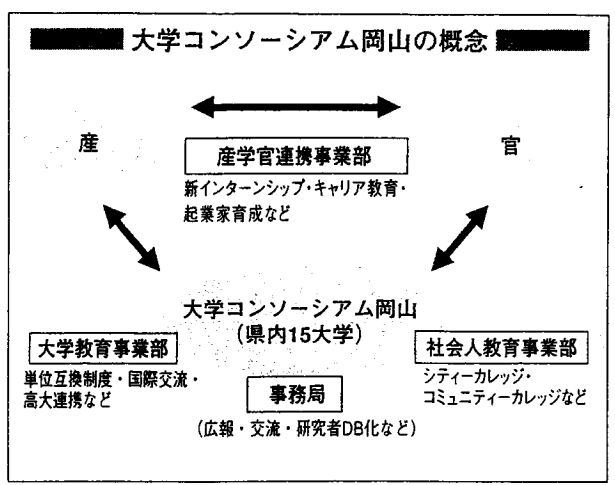 大学コンソーシアム岡山の概念
産
官
産学官連携事業部
新インターンシップ・キャリア教育・
起業家育成など
大学コンソーシアム岡山
(県内15大学)
大学教育事業部
単位互換制度・国際交流・
高大連携など
社会人教育事業部
シティーカレッジ・
コミュニティーカレッジなど
事務局
(広報・交流・研究者DB化など)